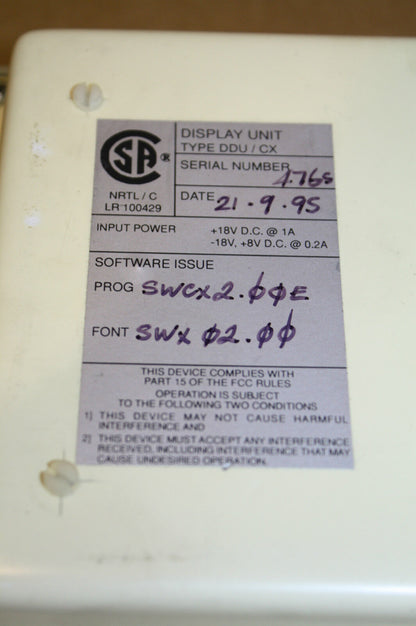 DISPLAY UNIT
TYPE DDU / CX
SA ®
SERIAL NUMBER
NRTL / C
LR 100429
DATE 21 · 9 · 95
INPUT POWER +18V D.C. @ 1A
-18V, +8V D.C. @ 0.2A
SOFTWARE ISSUE
PROG SWCX2.ØØE
FONT SWX Ø2.ØØ
THIS DEVICE COMPLIES WITH
PART 15 OF THE FCC RULES
OPERATION IS SUBJECT
TO THE FOLLOWING TWO CONDITIONS
1] THIS DEVICE MAY NOT CAUSE HARMFUL
INTERFERENCE AND
2] THIS DEVICE MUST ACCEPT ANY INTERFERENCE
RECEIVED, INCLUDING INTERFERENCE THAT MAY
CAUSE UNDESIRED OPERATION.